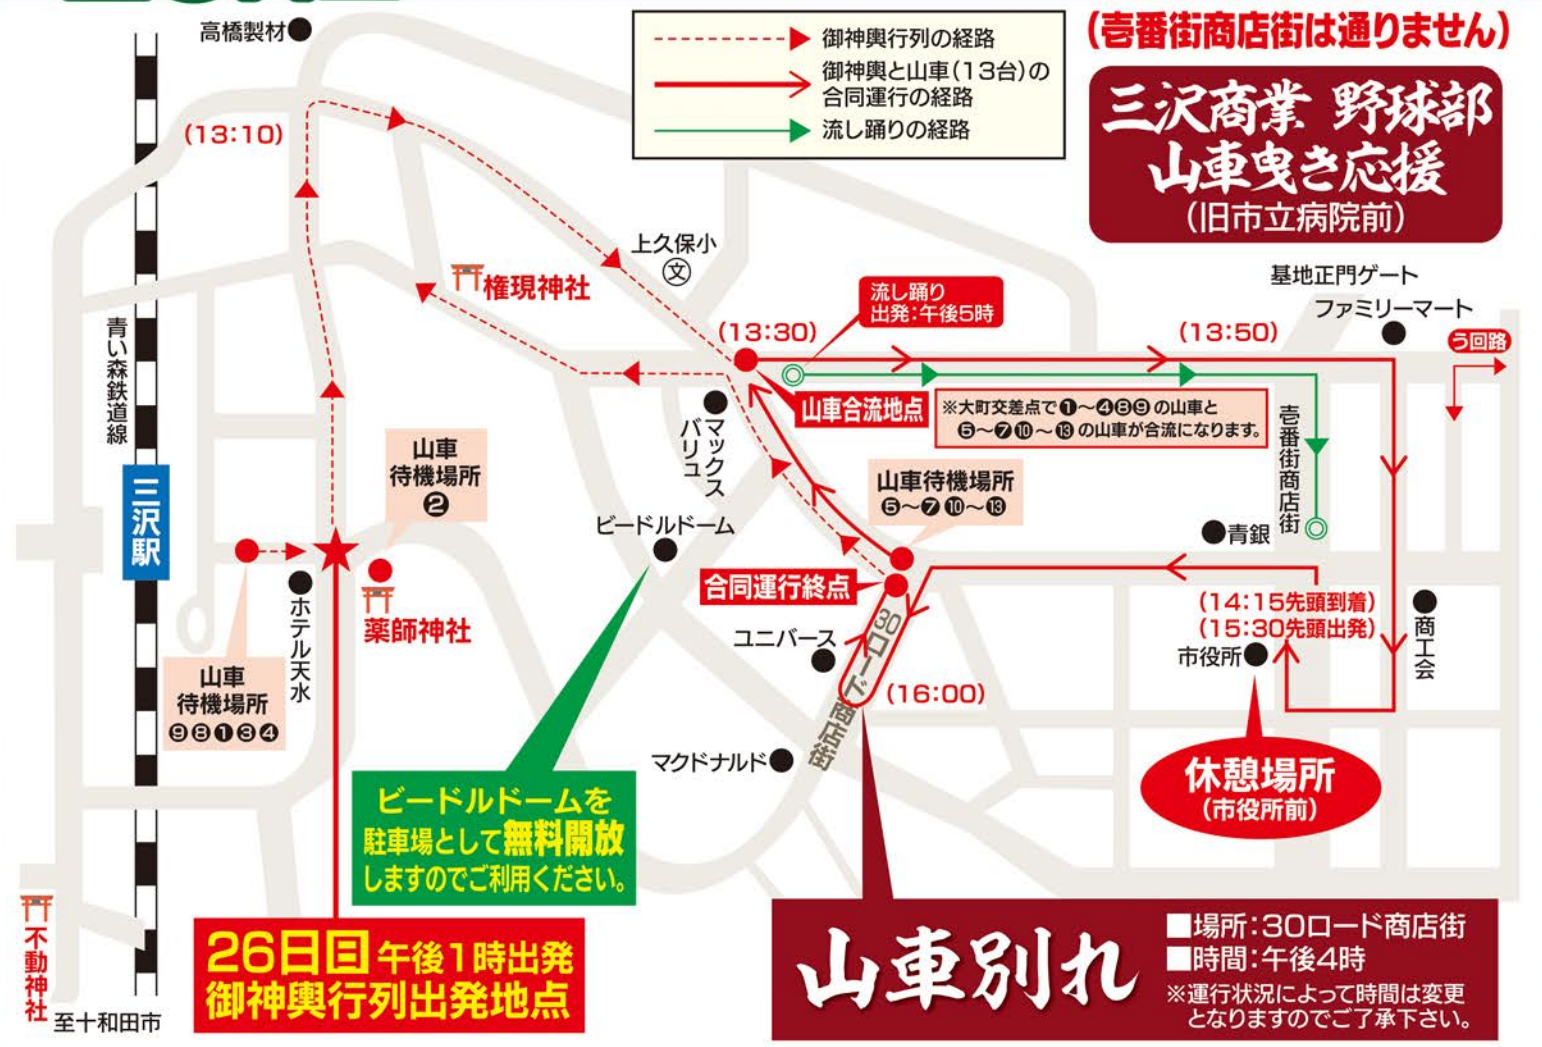 高橋製材
(13:10)
御神輿行列の経路
御神輿と山車(13台)の
合同運行の経路
流し踊りの経路
(壱番街商店街は通りません)
三沢商業 野球部
山車曳き応援
(旧市立病院前)
上久保小
文
権現神社
基地正門ゲート
ファミリーマート
う回路
流し踊り
出発:午後5時
(13:30)
(13:50)
青い森鉄道線
三沢駅
山車合流地点
※大町交差点で❶~❹❽❾の山車と
❺~❼❿~⓭の山車が合流になります。
マックス
バリュ
壱番街商店街
山車
待機場所
❷
山車待機場所
❺~❼❿~⓭
ビードルドーム
青銀
合同運行終点
ホテル天水
薬師神社
30ロード商店街
ユニバース
(14:15先頭到着)
(15:30先頭出発)
市役所
商工会
山車
待機場所
❾❽❶❸❹
(16:00)
マクドナルド
休憩場所
(市役所前)
ビードルドームを
駐車場として無料開放
しますのでご利用ください。
不動神社
至十和田市
26日日午後1時出発
御神輿行列出発地点
山車別れ
■場所:30ロード商店街
■時間:午後4時
※運行状況によって時間は変更
となりますのでご了承下さい。